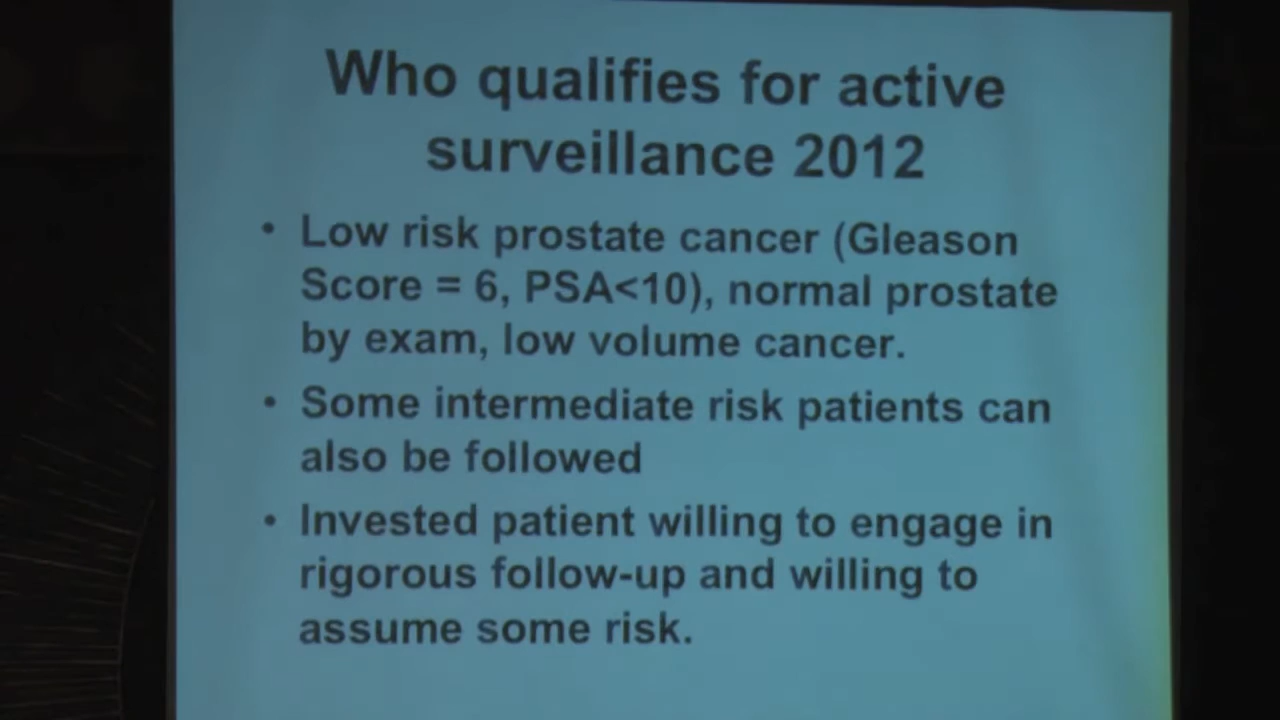 Who qualifies for active
surveillance 2012
• Low risk prostate cancer (Gleason
Score = 6, PSA<10), normal prostate
by exam, low volume cancer.
• Some intermediate risk patients can
also be followed
• Invested patient willing to engage in
rigorous follow-up and willing to
assume some risk.